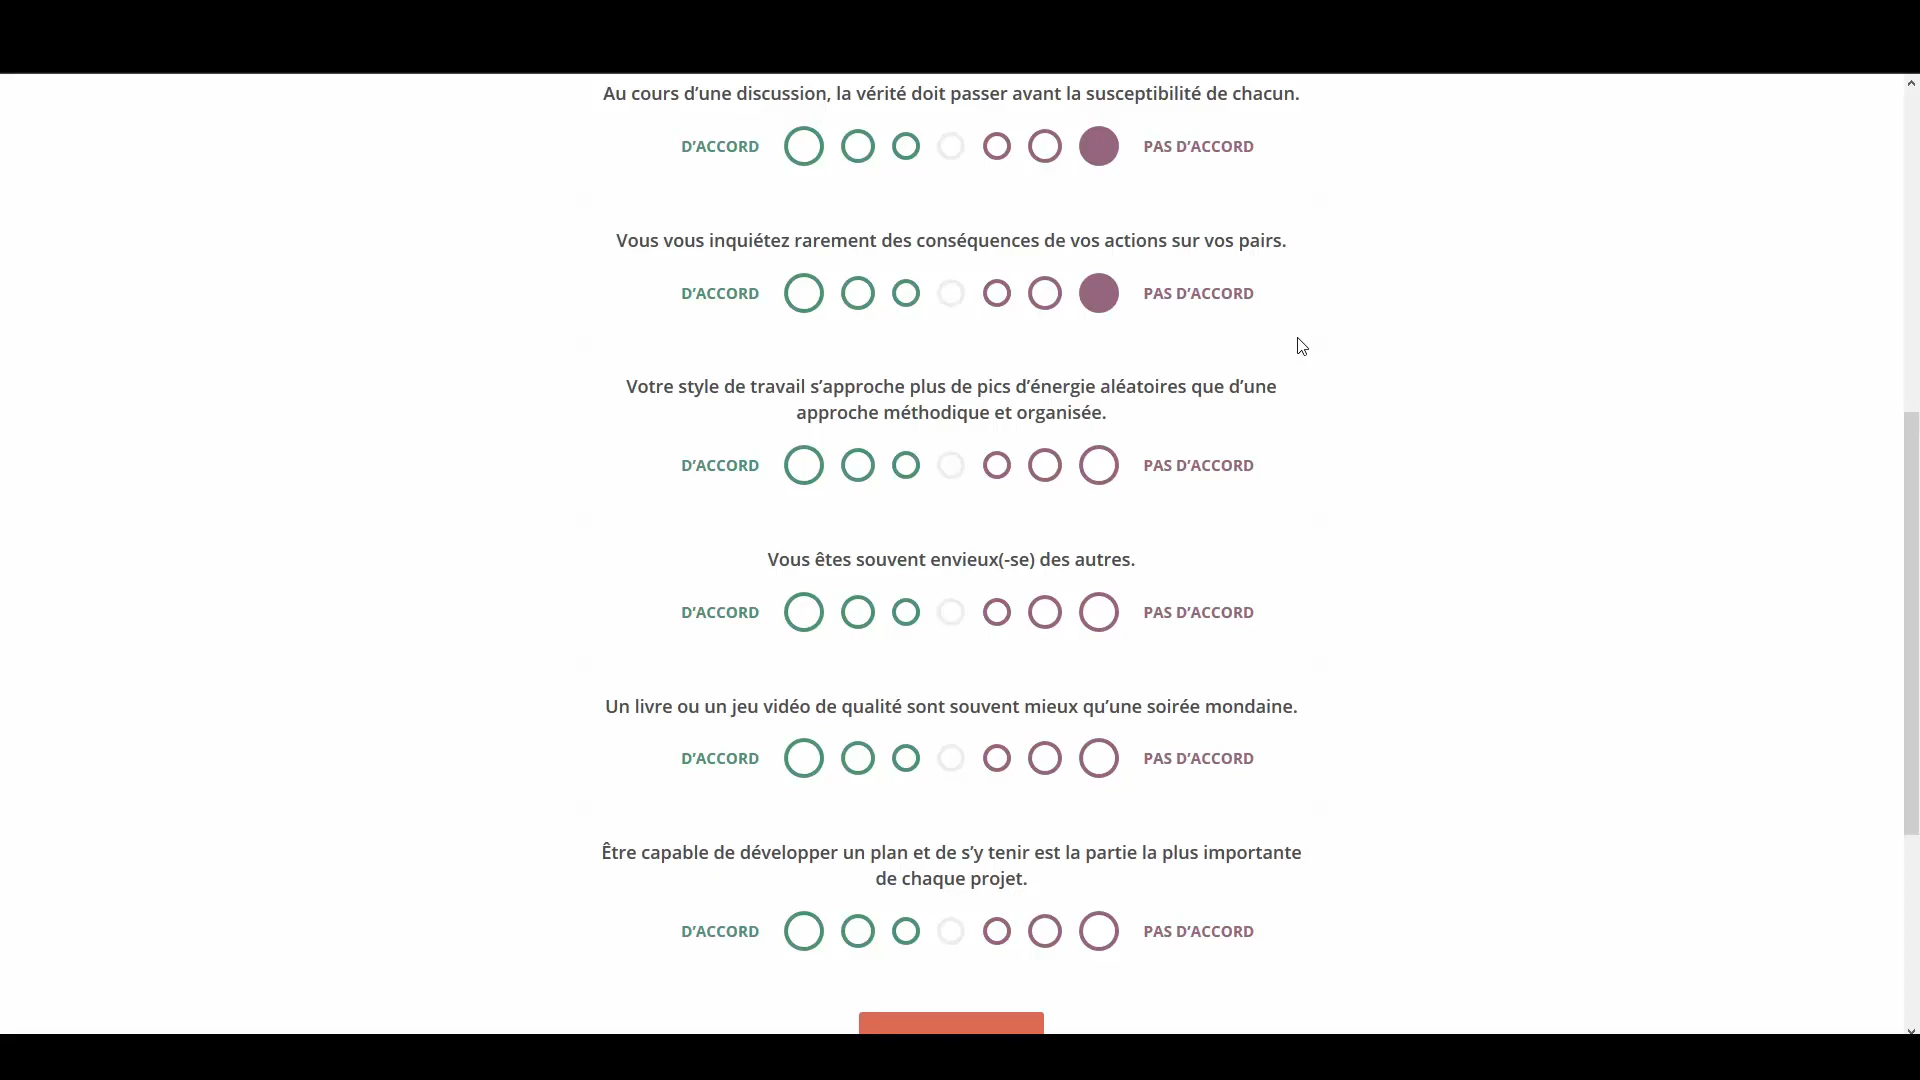 Au cours d’une discussion, la vérité doit passer avant la susceptibilité de chacun.
D’ACCORD PAS D’ACCORD
Vous vous inquiétez rarement des conséquences de vos actions sur vos pairs.
D’ACCORD PAS D’ACCORD
Votre style de travail s’approche plus de pics d’énergie aléatoires que d’une
approche méthodique et organisée.
D’ACCORD PAS D’ACCORD
Vous êtes souvent envieux(-se) des autres.
D’ACCORD PAS D’ACCORD
Un livre ou un jeu vidéo de qualité sont souvent mieux qu’une soirée mondaine.
D’ACCORD PAS D’ACCORD
Être capable de développer un plan et de s’y tenir est la partie la plus importante
de chaque projet.
D’ACCORD PAS D’ACCORD